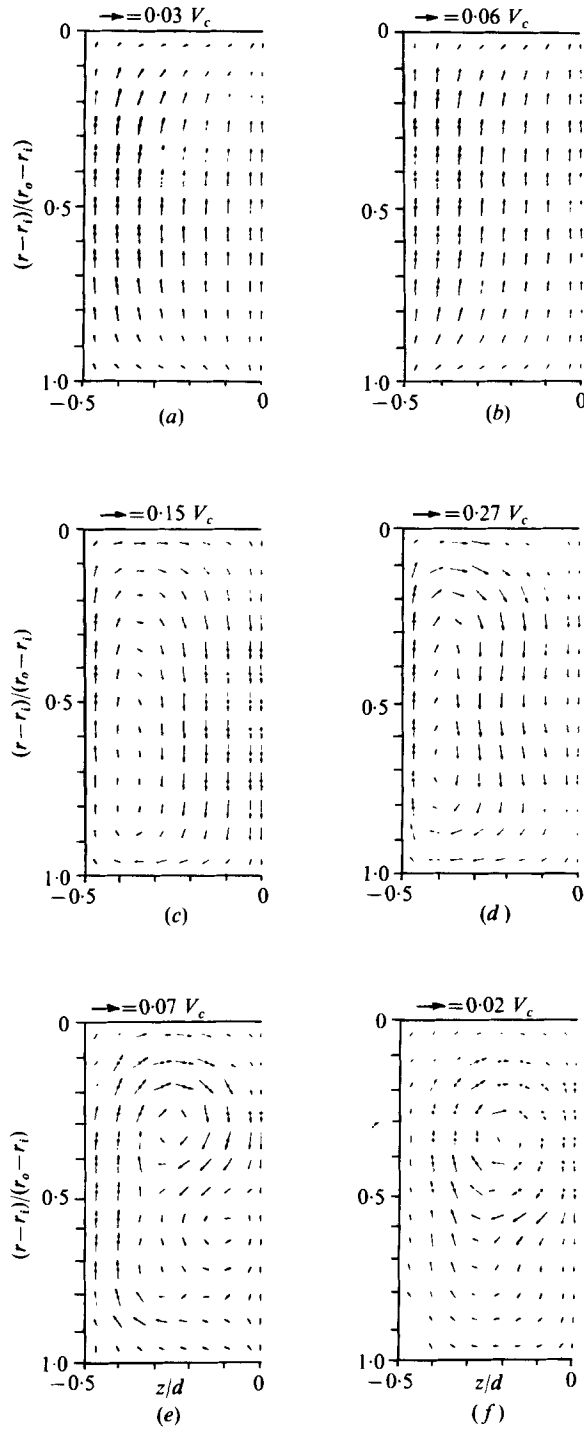 = 0·03 V_c
= 0·06 V_c
0
0
(r−r_i)/(r_o−r_i)
0·5
0·5
1·0
1·0
−0·5
0
−0·5
0
(a)
(b)
= 0·15 V_c
= 0·27 V_c
0
0
(r−r_i)/(r_o−r_i)
0·5
0·5
1·0
1·0
−0·5
0
−0·5
0
(c)
(d)
= 0·07 V_c
= 0·02 V_c
0
0
(r−r_i)/(r_o−r_i)
0·5
0·5
1·0
1·0
−0·5
z/d
0
−0·5
z/d
0
(e)
(f)